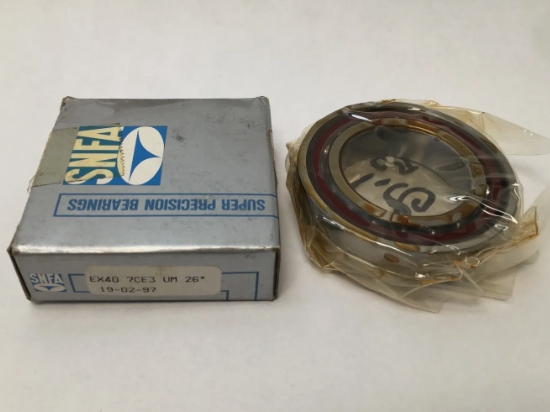 SNFA
SUPER PRECISION BEARINGS
SNFA
EX40 7CE3 UM 26"
19-02-97